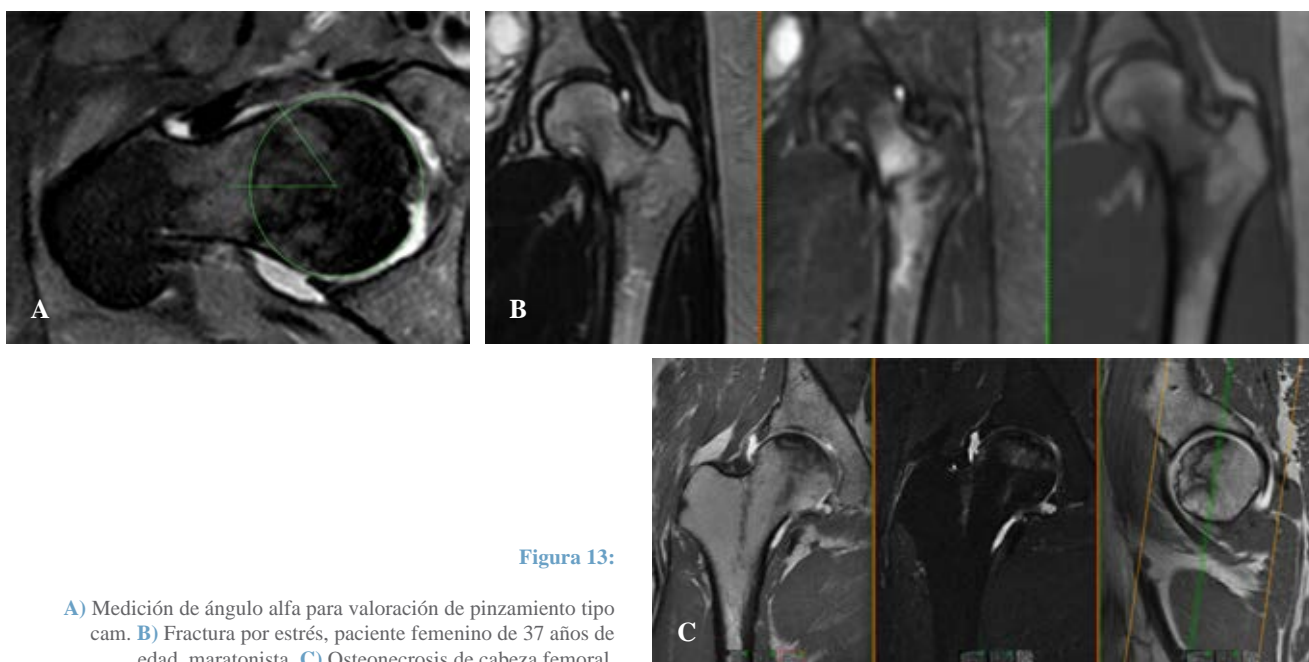 A
B
C
Figura 13:
A) Medición de ángulo alfa para valoración de pinzamiento tipo
cam. B) Fractura por estrés, paciente femenino de 37 años de
edad, maratonista. C) Osteonecrosis de cabeza femoral.